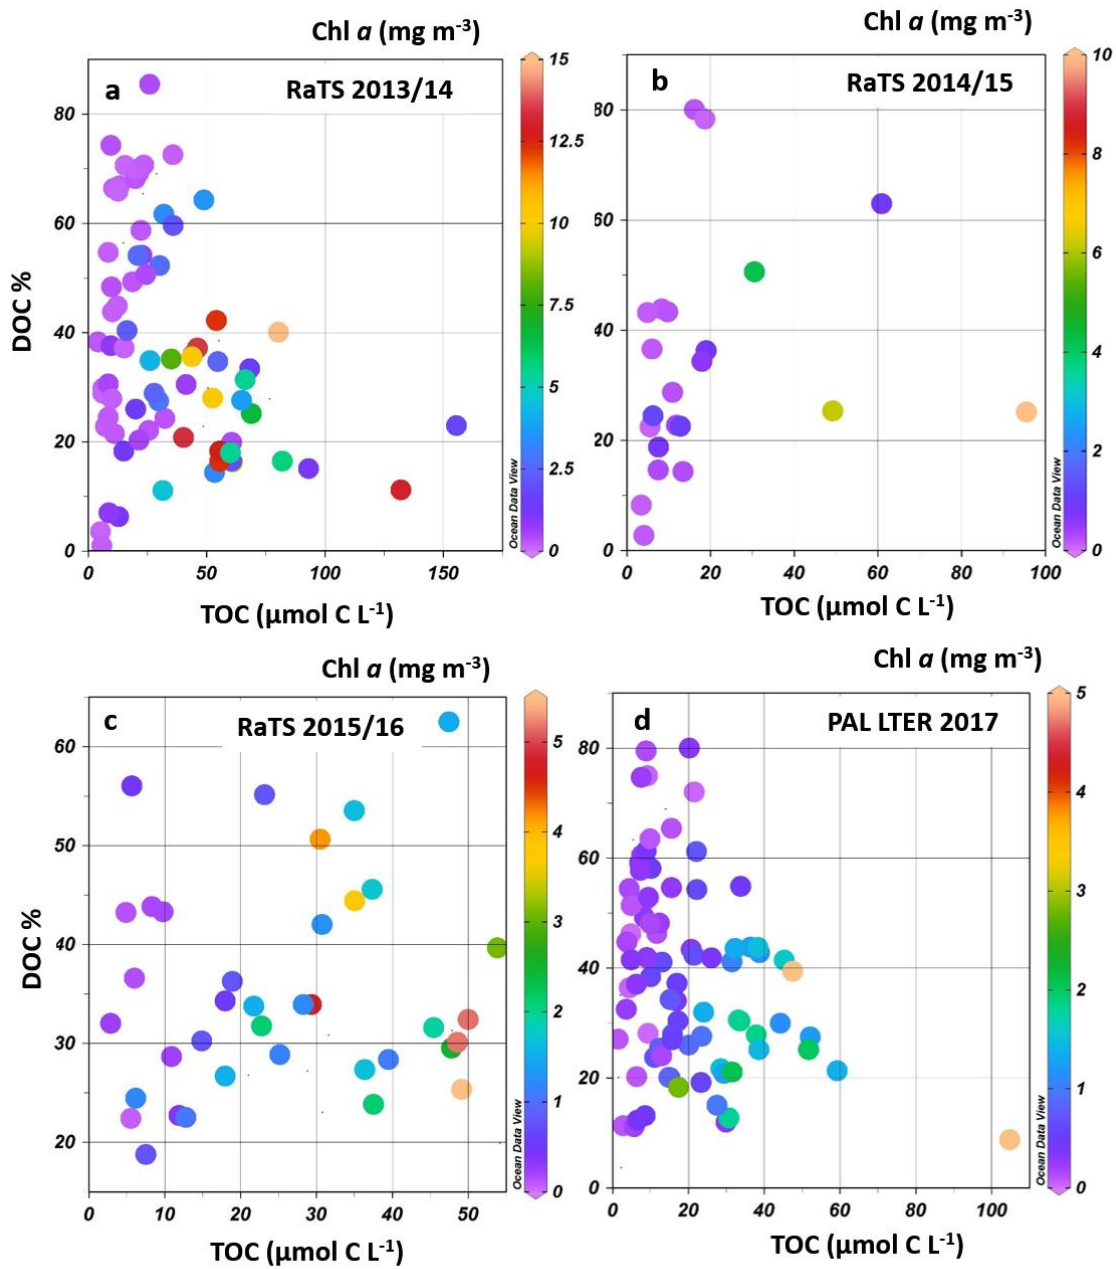 Chl a (mg m-3)
a
RaTS 2013/14
15
12.5
10
7.5
5
2.5
0
80
60
40
20
0
DOC %
Ocean Data View
0 50 100 150
TOC (µmol C L-1)
Chl a (mg m-3)
b
RaTS 2014/15
10
8
6
4
2
0
80
60
40
20
0
Ocean Data View
0 20 40 60 80 100
TOC (µmol C L-1)
Chl a (mg m-3)
c
RaTS 2015/16
5
4
3
2
1
0
60
50
40
30
20
DOC %
Ocean Data View
0 10 20 30 40 50
TOC (µmol C L-1)
Chl a (mg m-3)
d
PAL LTER 2017
5
4
3
2
1
0
80
60
40
20
0
Ocean Data View
0 20 40 60 80 100
TOC (µmol C L-1)